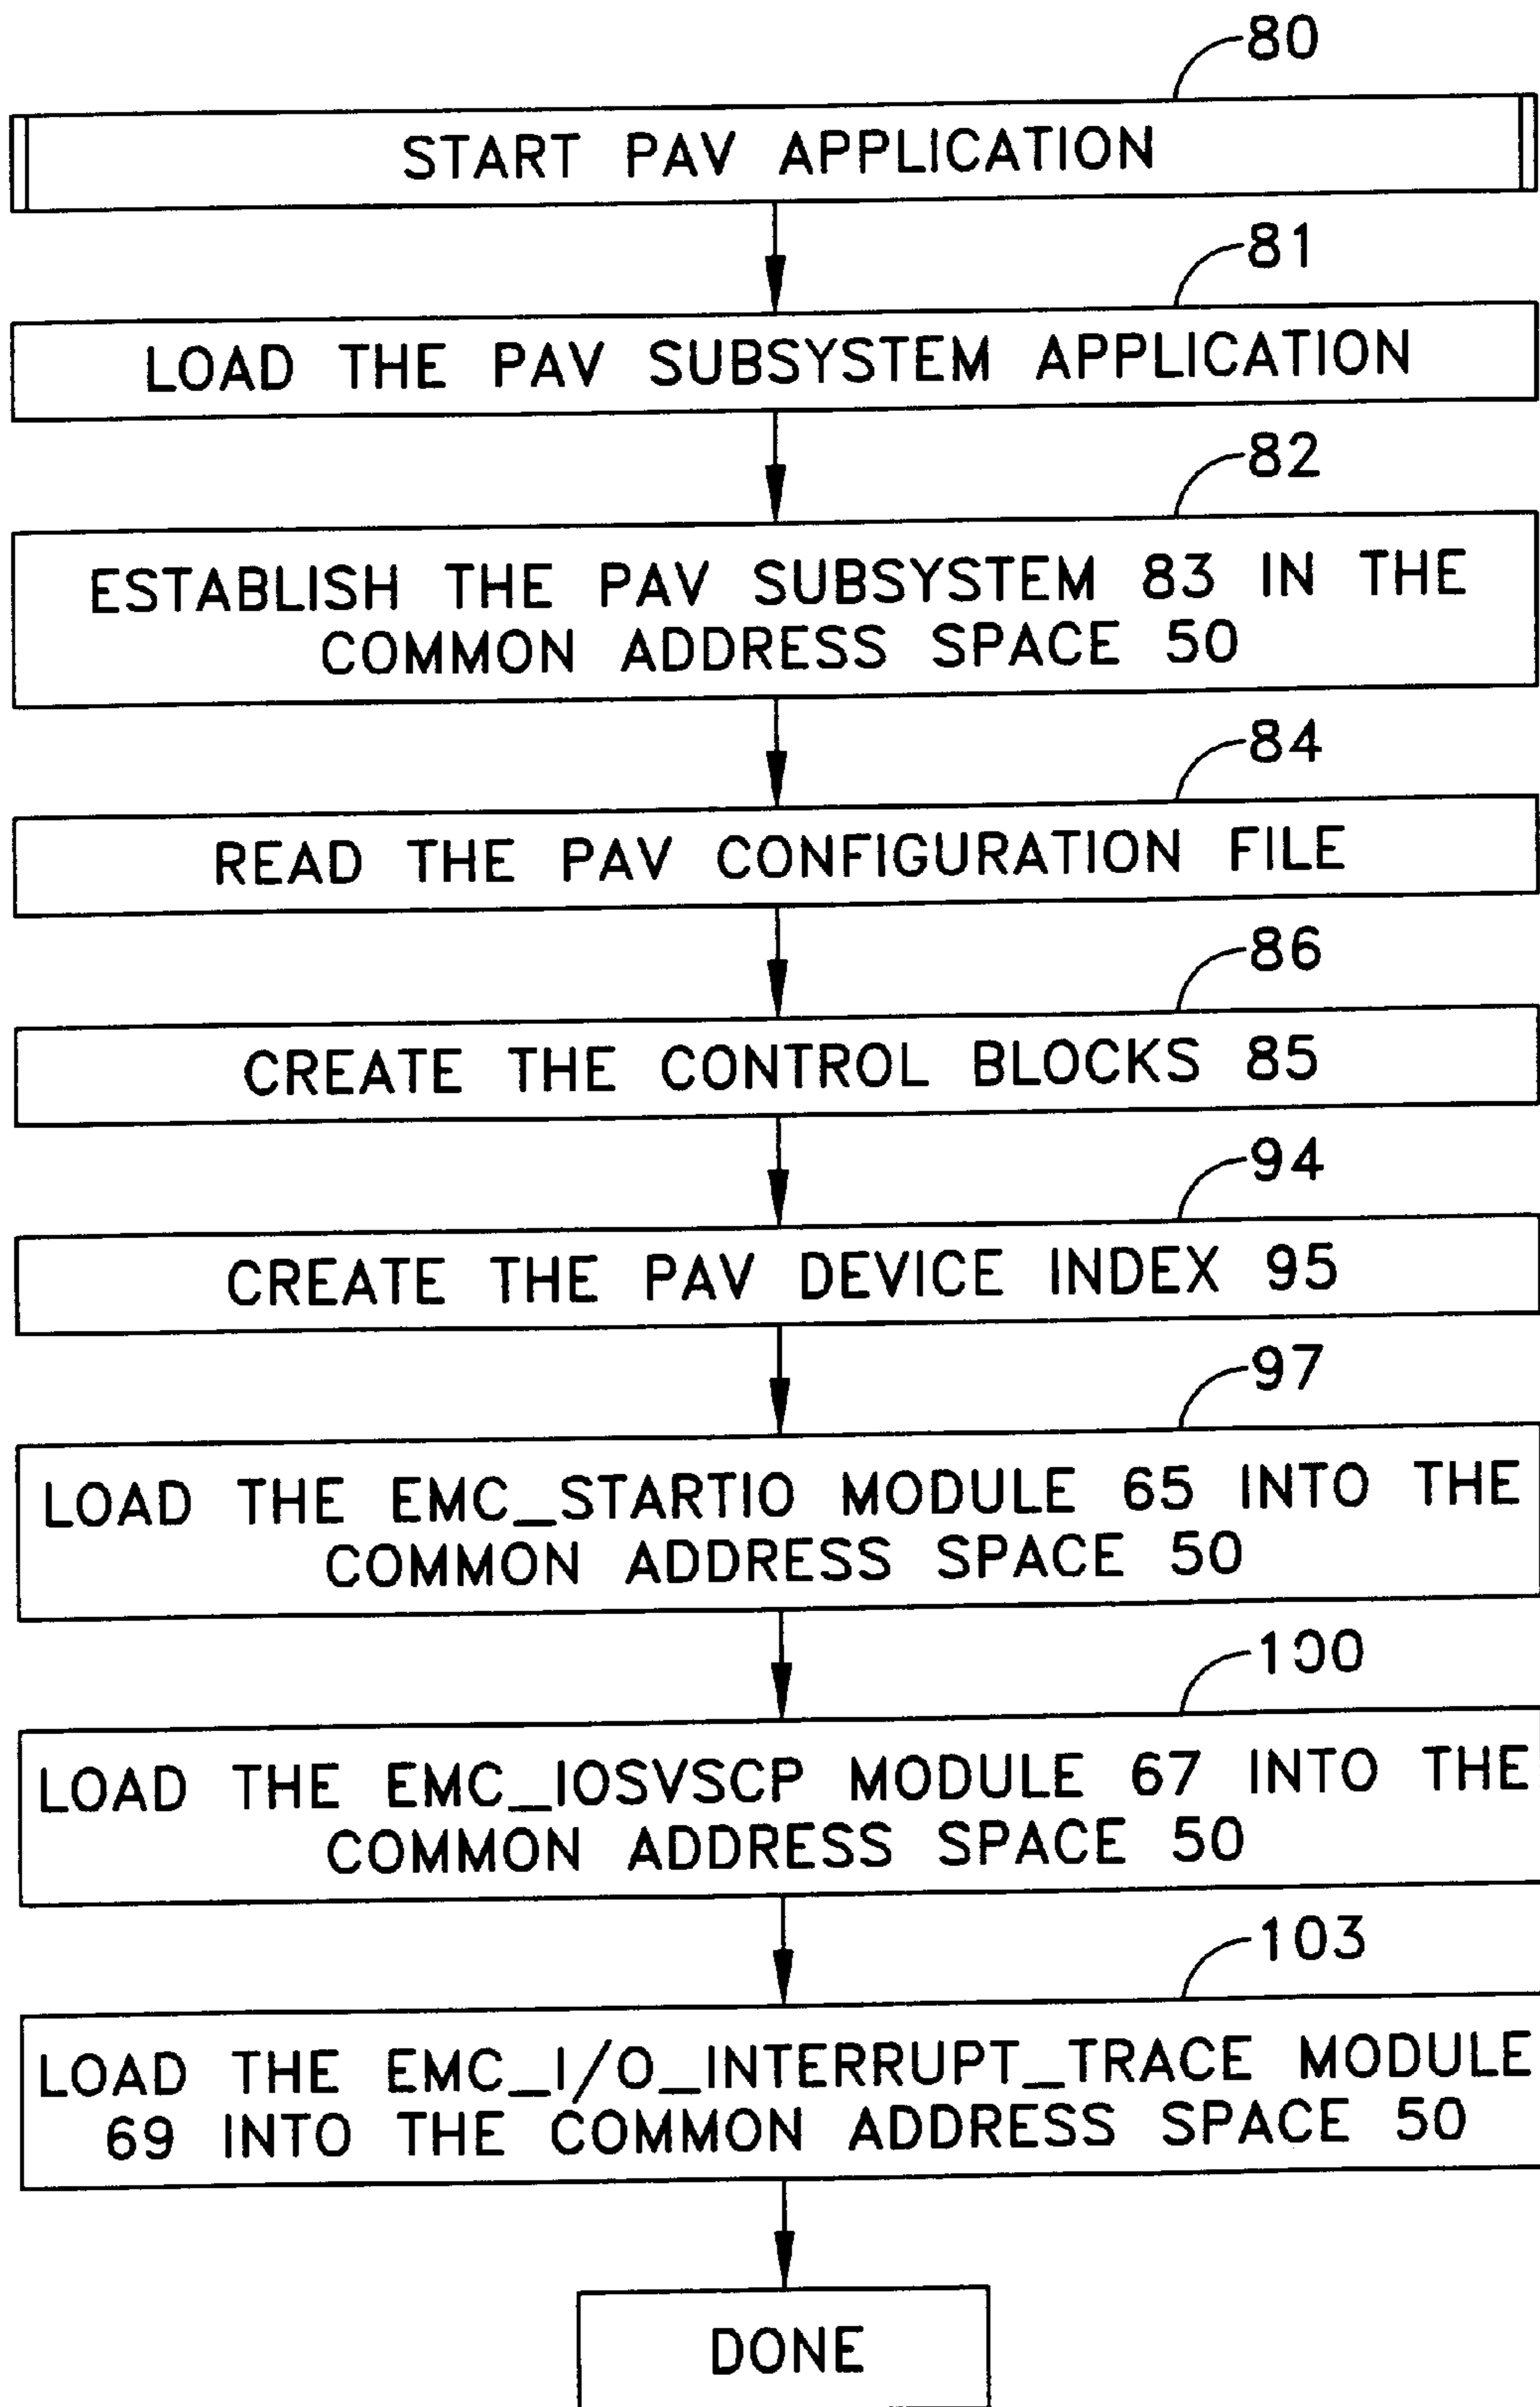 80
START PAV APPLICATION
81
LOAD THE PAV SUBSYSTEM APPLICATION
82
ESTABLISH THE PAV SUBSYSTEM 83 IN THE
COMMON ADDRESS SPACE 50
84
READ THE PAV CONFIGURATION FILE
86
CREATE THE CONTROL BLOCKS 85
94
CREATE THE PAV DEVICE INDEX 95
97
LOAD THE EMC_STARTIO MODULE 65 INTO THE
COMMON ADDRESS SPACE 50
100
LOAD THE EMC_IOSVSCP MODULE 67 INTO THE
COMMON ADDRESS SPACE 50
103
LOAD THE EMC_I/O_INTERRUPT_TRACE MODULE
69 INTO THE COMMON ADDRESS SPACE 50
DONE